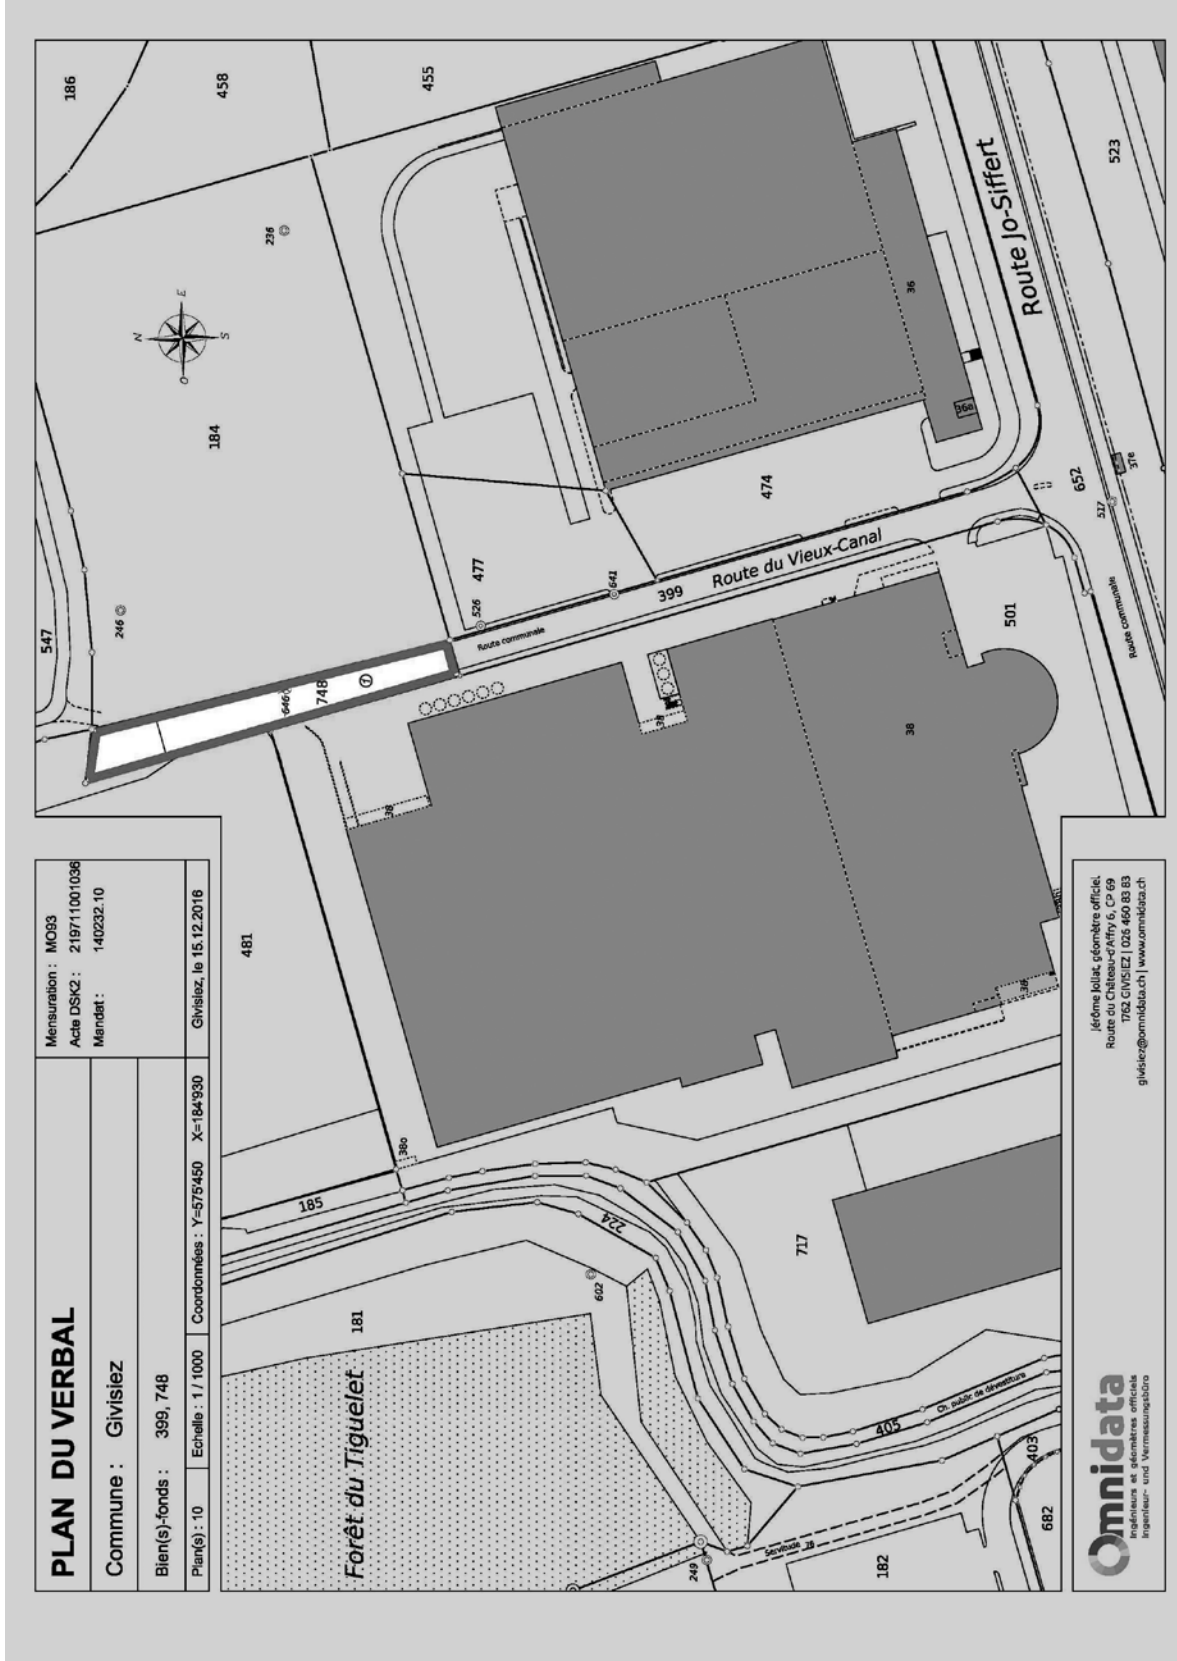 PLAN DU VERBAL
Commune : Givisiez
Bien(s)-fonds : 399, 748
Plan(s) : 10 Echelle : 1 / 1000 Coordonnées : Y=575'450 X=184'930 Givisiez, le 15.12.2016
Mensuration : MO93
Acte DSK2 : 219711001036
Mandat : 140232.10
186
458
455
236
N
E
S
O
184
547
246
646
748
1
477
526
641
474
36
36a
Route Jo-Siffert
523
652
517
37e
399
Route du Vieux-Canal
Route communale
501
Route communale
38
38
38
38
481
38o
185
224
181
602
Forêt du Tiguelet
717
405
Ch. public de dévestiture
403
682
182
249
Servitude
Omnidata
Ingénieurs et géomètres officiels
Ingenieur- und Vermessungsbüro
Jérôme Jollat, géomètre officiel
Route du Château-d'Affry 6, CP 69
1762 GIVISIEZ | 026 460 83 83
givisiez@omnidata.ch | www.omnidata.ch